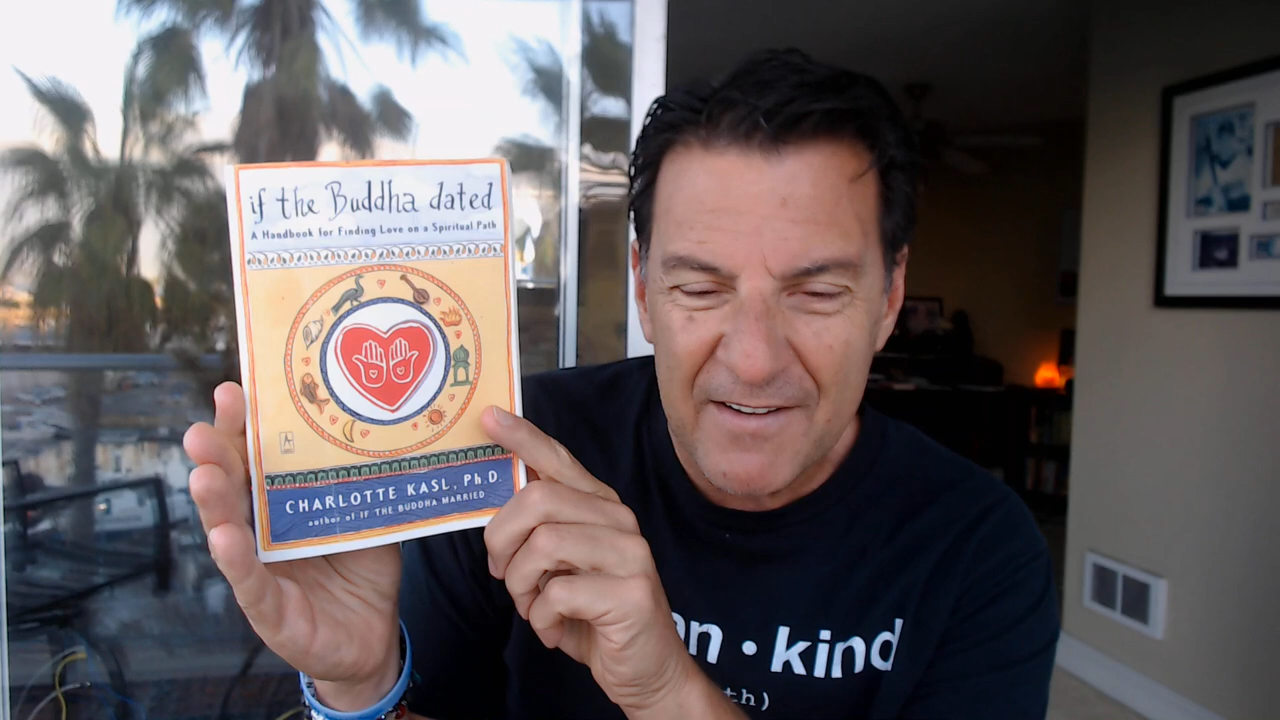 if the Buddha dated
A Handbook for Finding Love on a Spiritual Path
CHARLOTTE KASL, Ph.D.
author of IF THE BUDDHA MARRIED
an • kind
th)